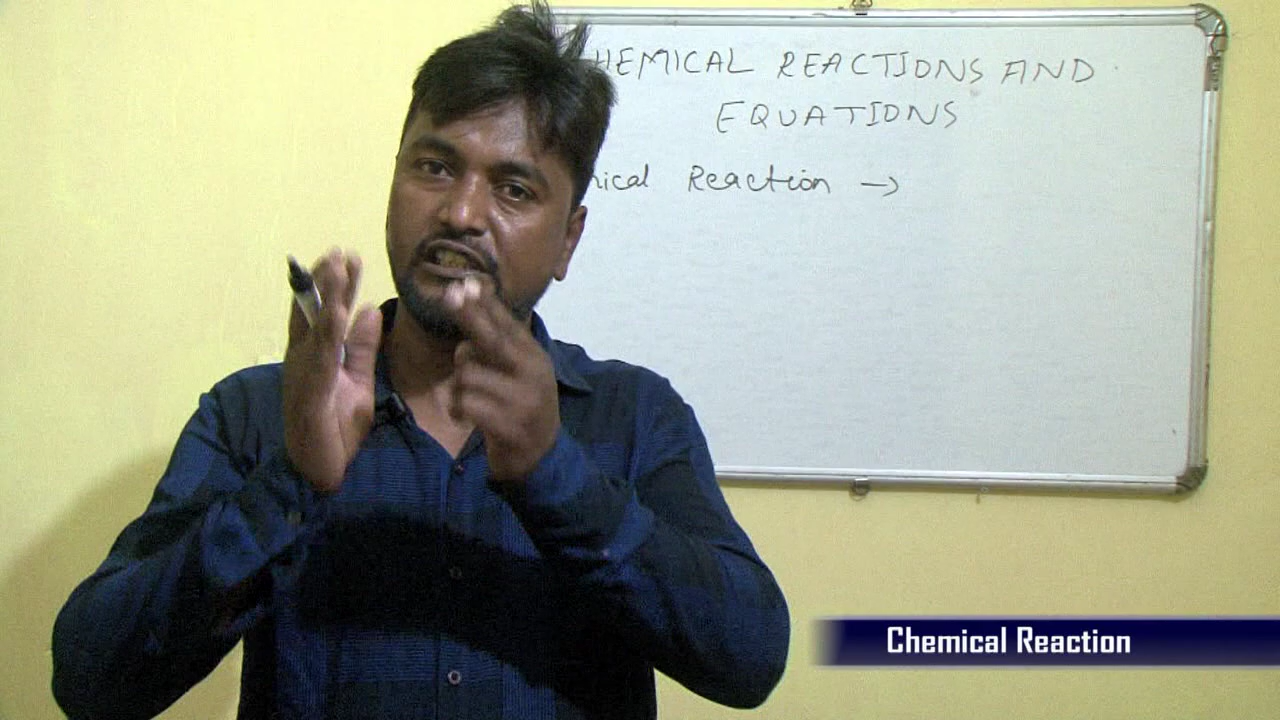 HEMICAL REACTIONS AND
EQUATIONS
nical Reaction →
Chemical Reaction